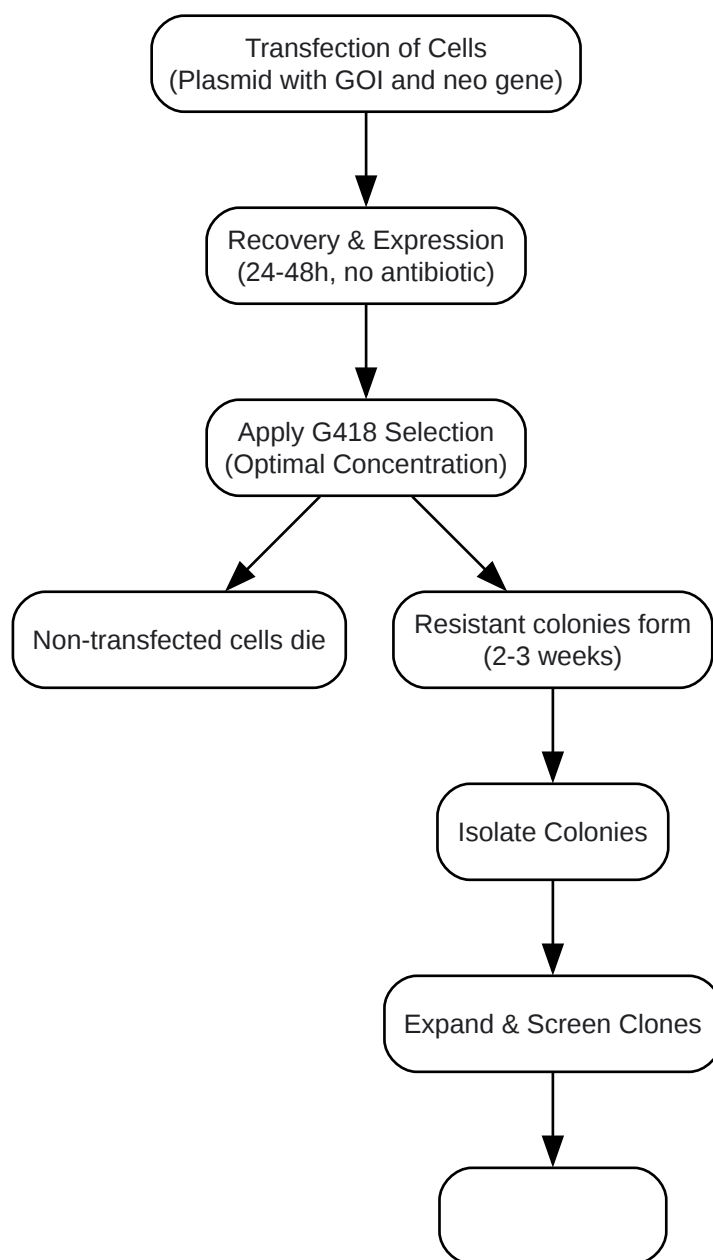 Transfection of Cells
(Plasmid with GOI and neo gene)
Recovery & Expression
(24-48h, no antibiotic)
Apply G418 Selection
(Optimal Concentration)
Non-transfected cells die
Resistant colonies form
(2-3 weeks)
Isolate Colonies
Expand & Screen Clones